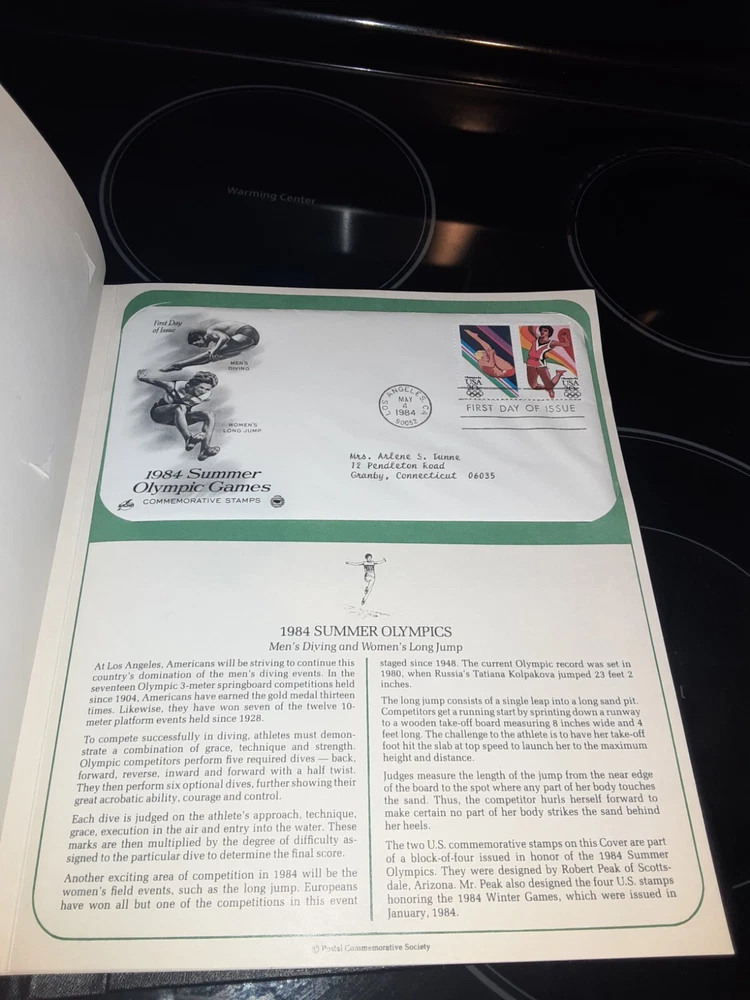 Warming Center
First Day
of Issue
MEN'S
DIVING
WOMEN'S
LONG JUMP
1984 Summer
Olympic Games
COMMEMORATIVE STAMPS
USA
USA
LOS ANGELES, CA
MAY
4
1984
90052
FIRST DAY OF ISSUE
Mrs. Arlene S. Tunne
12 Pendleton Road
Granby, Connecticut 06035
1984 SUMMER OLYMPICS
Men's Diving and Women's Long Jump
At Los Angeles, Americans will be striving to continue this
country's domination of the men's diving events. In the
seventeen Olympic 3-meter springboard competitions held
since 1904, Americans have earned the gold medal thirteen
times. Likewise, they have won seven of the twelve 10-
meter platform events held since 1928.
To compete successfully in diving, athletes must demon-
strate a combination of grace, technique and strength.
Olympic competitors perform five required dives — back,
forward, reverse, inward and forward with a half twist.
They then perform six optional dives, further showing their
great acrobatic ability, courage and control.
Each dive is judged on the athlete's approach, technique,
grace, execution in the air and entry into the water. These
marks are then multiplied by the degree of difficulty as-
signed to the particular dive to determine the final score.
Another exciting area of competition in 1984 will be the
women's field events, such as the long jump. Europeans
have won all but one of the competitions in this event
staged since 1948. The current Olympic record was set in
1980, when Russia's Tatiana Kolpakova jumped 23 feet 2
inches.
The long jump consists of a single leap into a long sand pit.
Competitors get a running start by sprinting down a runway
to a wooden take-off board measuring 8 inches wide and 4
feet long. The challenge to the athlete is to have her take-off
foot hit the slab at top speed to launch her to the maximum
height and distance.
Judges measure the length of the jump from the near edge
of the board to the spot where any part of her body touches
the sand. Thus, the competitor hurls herself forward to
make certain no part of her body strikes the sand behind
her heels.
The two U.S. commemorative stamps on this Cover are part
of a block-of-four issued in honor of the 1984 Summer
Olympics. They were designed by Robert Peak of Scotts-
dale, Arizona. Mr. Peak also designed the four U.S. stamps
honoring the 1984 Winter Games, which were issued in
January, 1984.
© Postal Commemorative Society